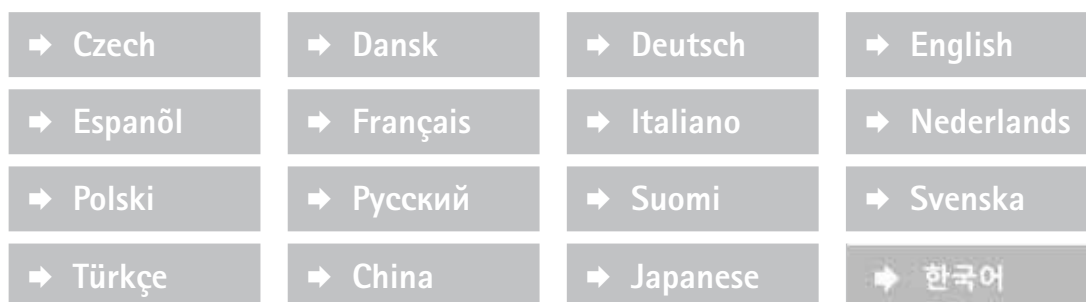 ➡ Czech ➡ Dansk ➡ Deutsch ➡ English
➡ Espanõl ➡ Français ➡ Italiano ➡ Nederlands
➡ Polski ➡ Русский ➡ Suomi ➡ Svenska
➡ Türkçe ➡ China ➡ Japanese ➡ 한국어